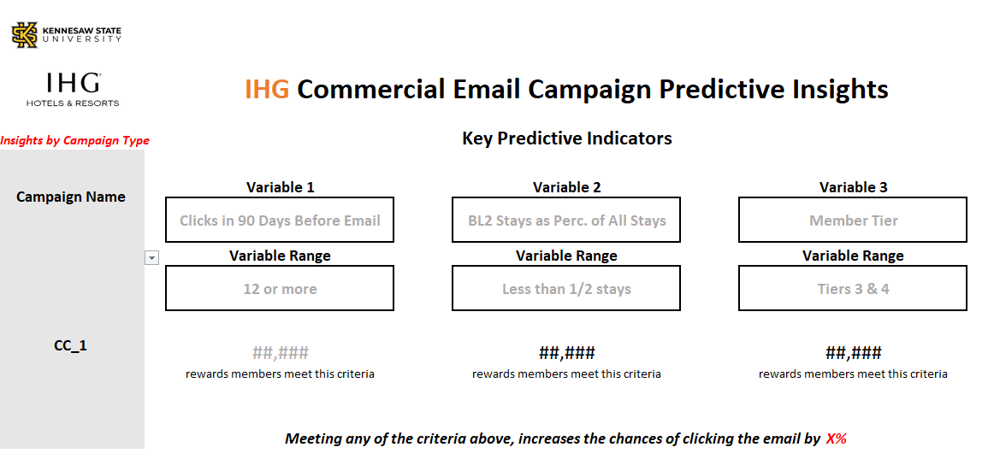 KENNESAW STATE
UNIVERSITY
IHG
HOTELS & RESORTS
IHG Commercial Email Campaign Predictive Insights
Insights by Campaign Type
Key Predictive Indicators
Campaign Name
Variable 1
Variable 2
Variable 3
Clicks in 90 Days Before Email
BL2 Stays as Perc. of All Stays
Member Tier
Variable Range
Variable Range
Variable Range
12 or more
Less than 1/2 stays
Tiers 3 & 4
CC_1
##,###
##,###
##,###
rewards members meet this criteria
rewards members meet this criteria
rewards members meet this criteria
Meeting any of the criteria above, increases the chances of clicking the email by X%